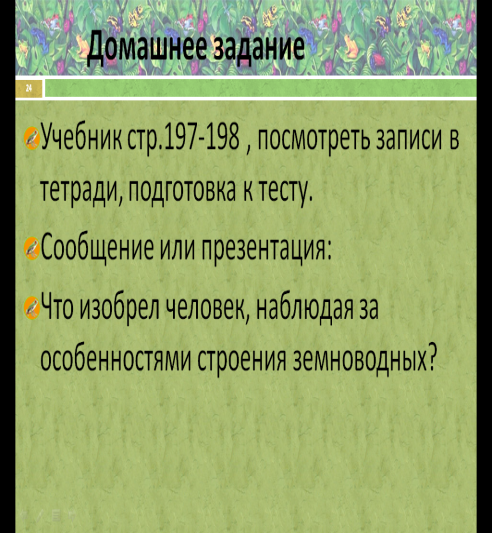 Домашнее задание
24
Учебник стр.197-198 , посмотреть записи в
тетради, подготовка к тесту.
Сообщение или презентация:
Что изобрел человек, наблюдая за
особенностями строения земноводных?